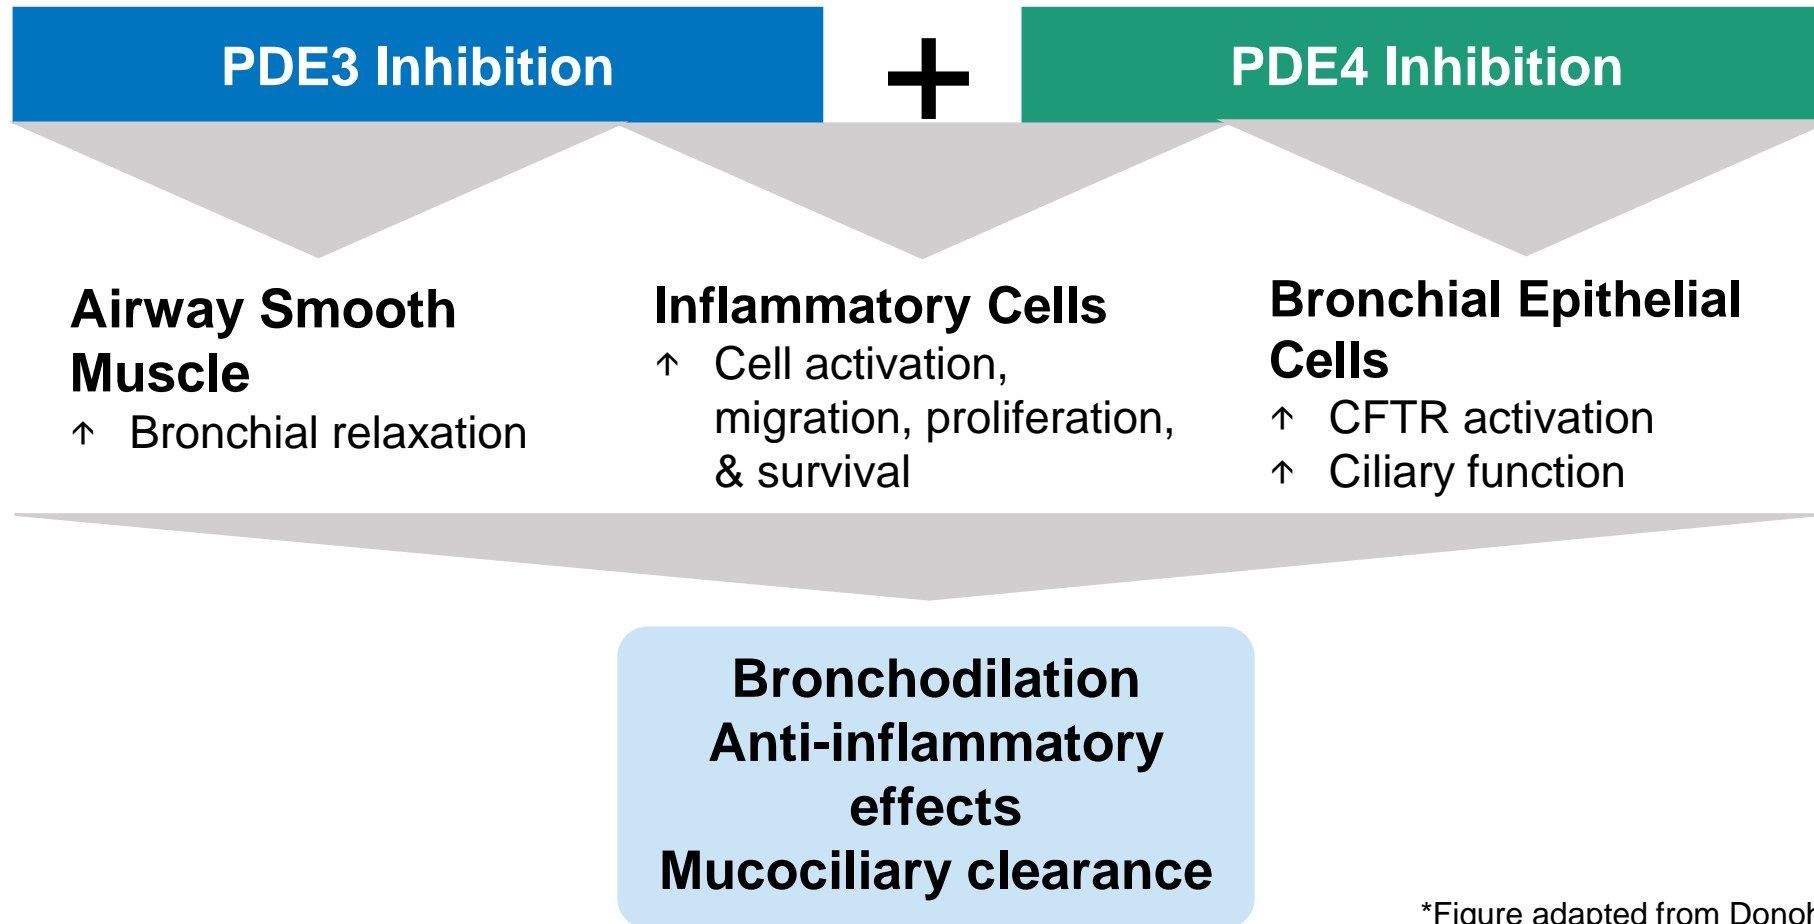 PDE3 Inhibition
+
PDE4 Inhibition
Airway Smooth
Muscle
↑ Bronchial relaxation
Inflammatory Cells
↑ Cell activation,
migration, proliferation,
& survival
Bronchial Epithelial
Cells
↑ CFTR activation
↑ Ciliary function
Bronchodilation
Anti-inflammatory
effects
Mucociliary clearance
*Figure adapted from